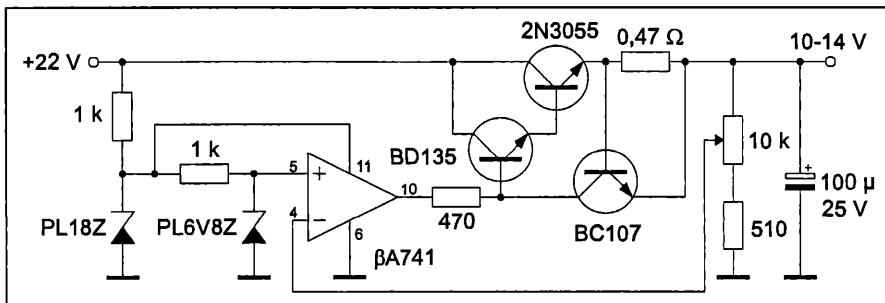 2N3055
0,47 Ω
10-14 V
+22 V
1 k
1 k
BD135
10 k
5
11
+
10
4
−
6
470
+
100 µ
25 V
PL18Z
PL6V8Z
βA741
BC107
510